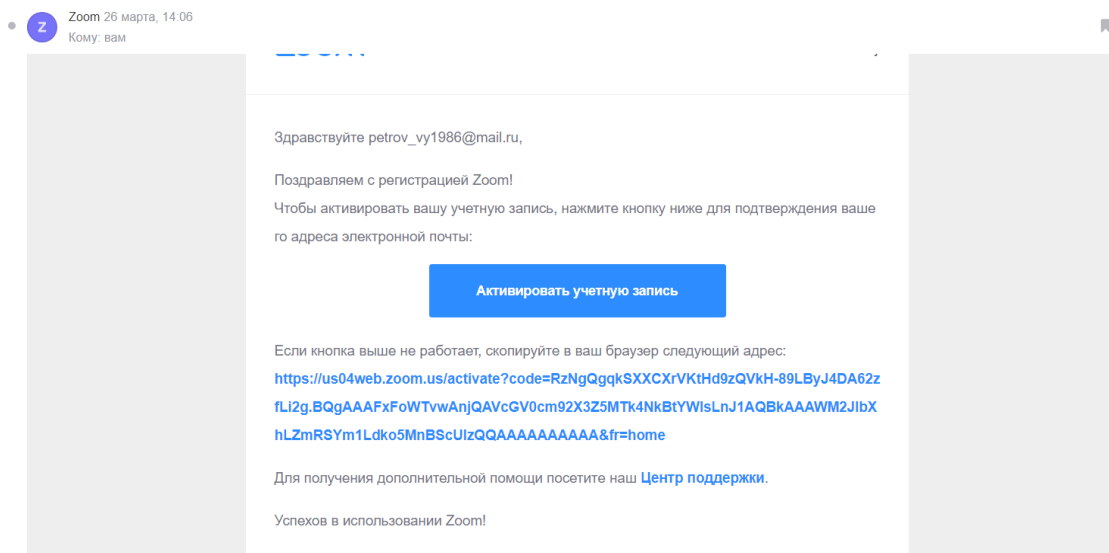 Z
Zoom 26 марта, 14:06
Кому: вам
Здравствуйте petrov_vy1986@mail.ru,
Поздравляем с регистрацией Zoom!
Чтобы активировать вашу учетную запись, нажмите кнопку ниже для подтверждения ваше
го адреса электронной почты:
Активировать учетную запись
Если кнопка выше не работает, скопируйте в ваш браузер следующий адрес:
https://us04web.zoom.us/activate?code=RzNgQgqkSXXCXrVKtHd9zQVkH-89LByJ4DA62z
fLi2g.BQgAAAFxFoWTvwAnjQAVcGV0cm92X3Z5MTk4NkBtYWlsLnJ1AQBkAAAWM2JlbX
hLZmRSYm1Ldko5MnBScUlzQQAAAAAAAAAA&fr=home
Для получения дополнительной помощи посетите наш Центр поддержки.
Успехов в использовании Zoom!